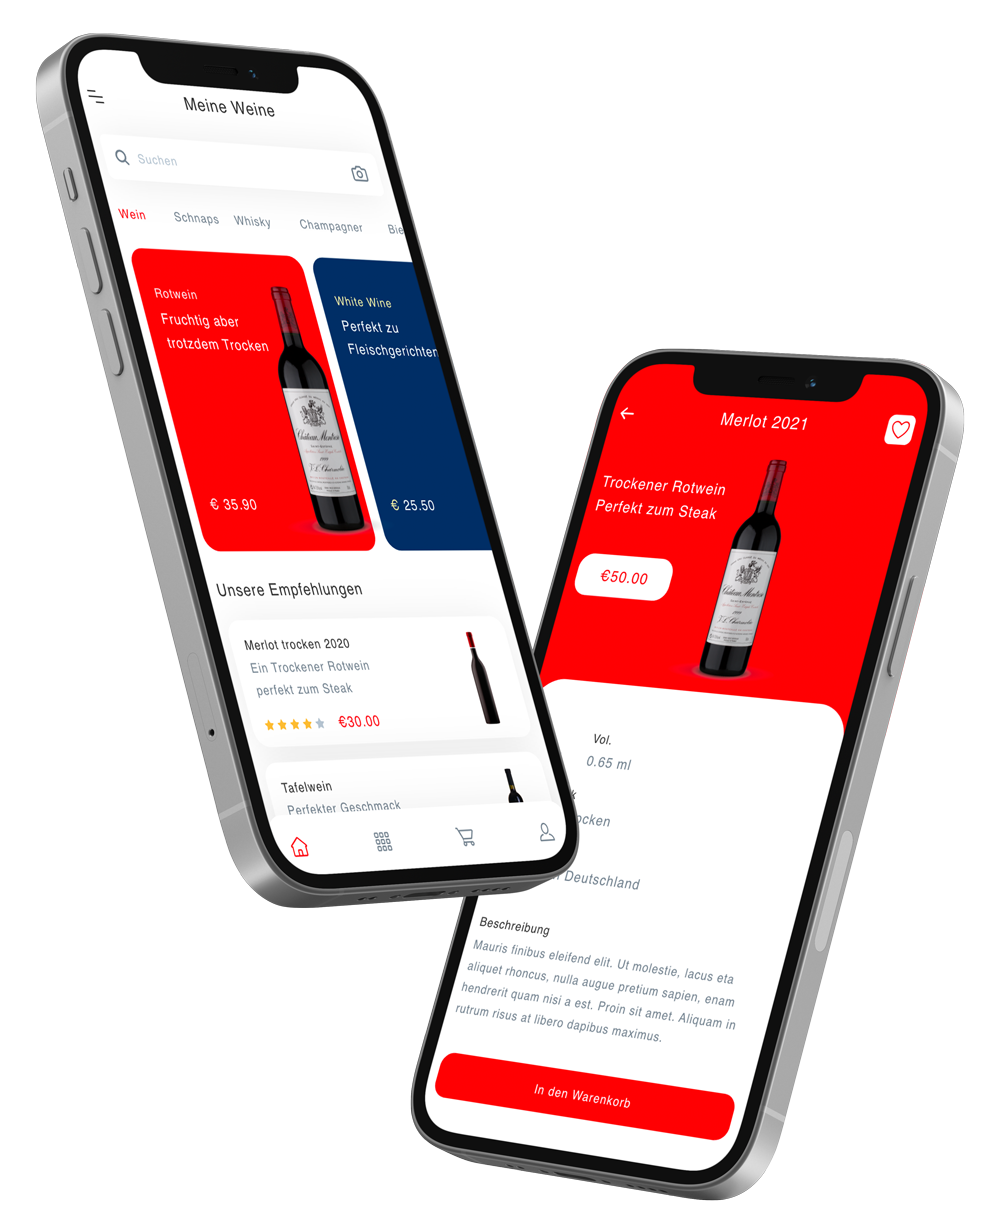 Meine Weine
Suchen
Wein Schnaps Whisky Champagner Bie
Rotwein
Fruchtig aber
trotzdem Trocken
€ 35.90
White Wine
Perfekt zu
Fleischgerichten
€ 25.50
Unsere Empfehlungen
Merlot trocken 2020
Ein Trockener Rotwein
perfekt zum Steak
€30.00
Tafelwein
Perfekter Geschmack
Merlot 2021
Trockener Rotwein
Perfekt zum Steak
€50.00
Vol.
0.65 ml
ocken
Deutschland
Beschreibung
Mauris finibus eleifend elit. Ut molestie, lacus eta
aliquet rhoncus, nulla augue pretium sapien, enam
hendrerit quam nisi a est. Proin sit amet. Aliquam in
rutrum risus at libero dapibus maximus.
In den Warenkorb